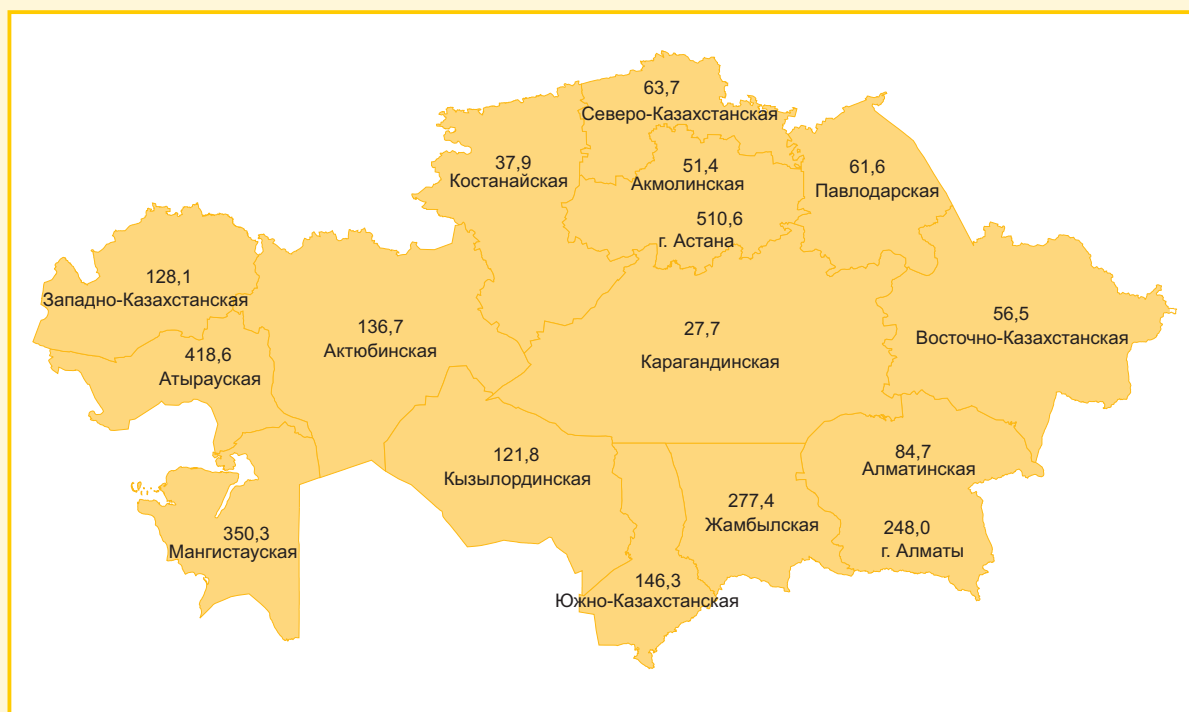 63,7
Северо-Казахстанская
37,9
Костанайская
51,4
Акмолинская
61,6
Павлодарская
510,6
г. Астана
128,1
Западно-Казахстанская
136,7
Актюбинская
27,7
Карагандинская
56,5
Восточно-Казахстанская
418,6
Атырауская
121,8
Кызылординская
84,7
Алматинская
277,4
Жамбылская
248,0
г. Алматы
350,3
Мангистауская
146,3
Южно-Казахстанская